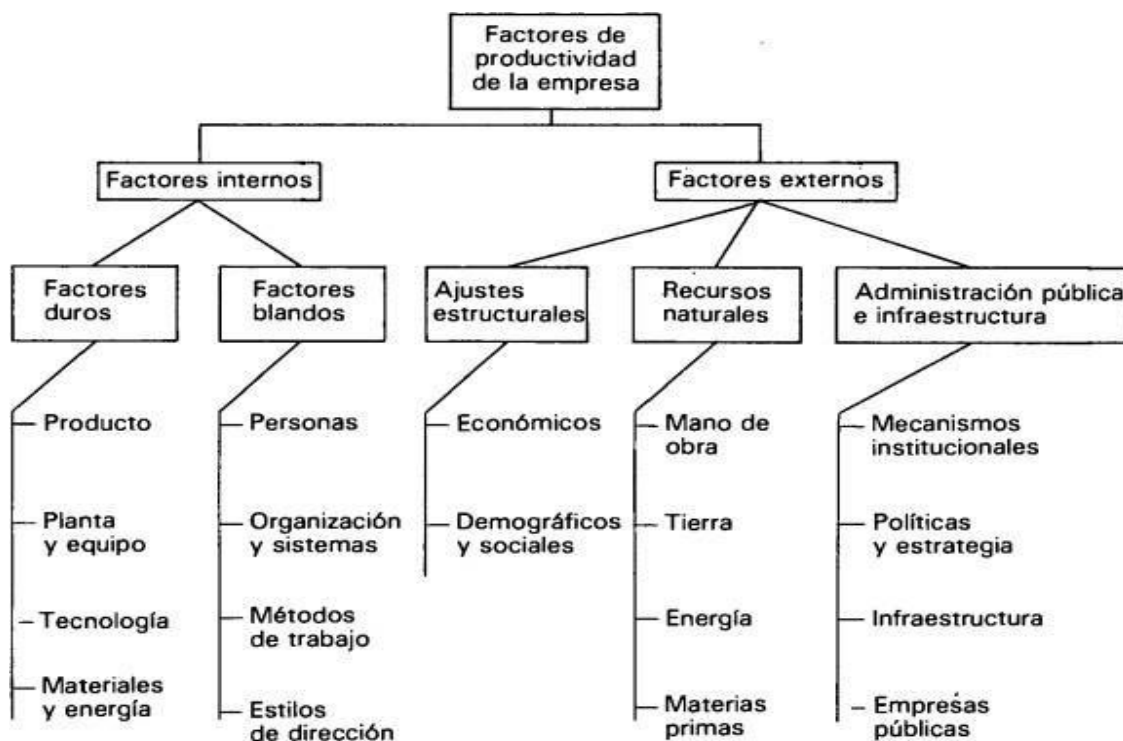 Factores de
productividad
de la empresa
Factores internos
Factores externos
Factores
duros
Factores
blandos
Ajustes
estructurales
Recursos
naturales
Administración pública
e infraestructura
Producto
Planta
y equipo
Tecnología
Materiales
y energía
Personas
Organización
y sistemas
Métodos
de trabajo
Estilos
de dirección
Económicos
Demográficos
y sociales
Mano de
obra
Tierra
Energía
Materias
primas
Mecanismos
institucionales
Políticas
y estrategia
Infraestructura
Empresas
públicas